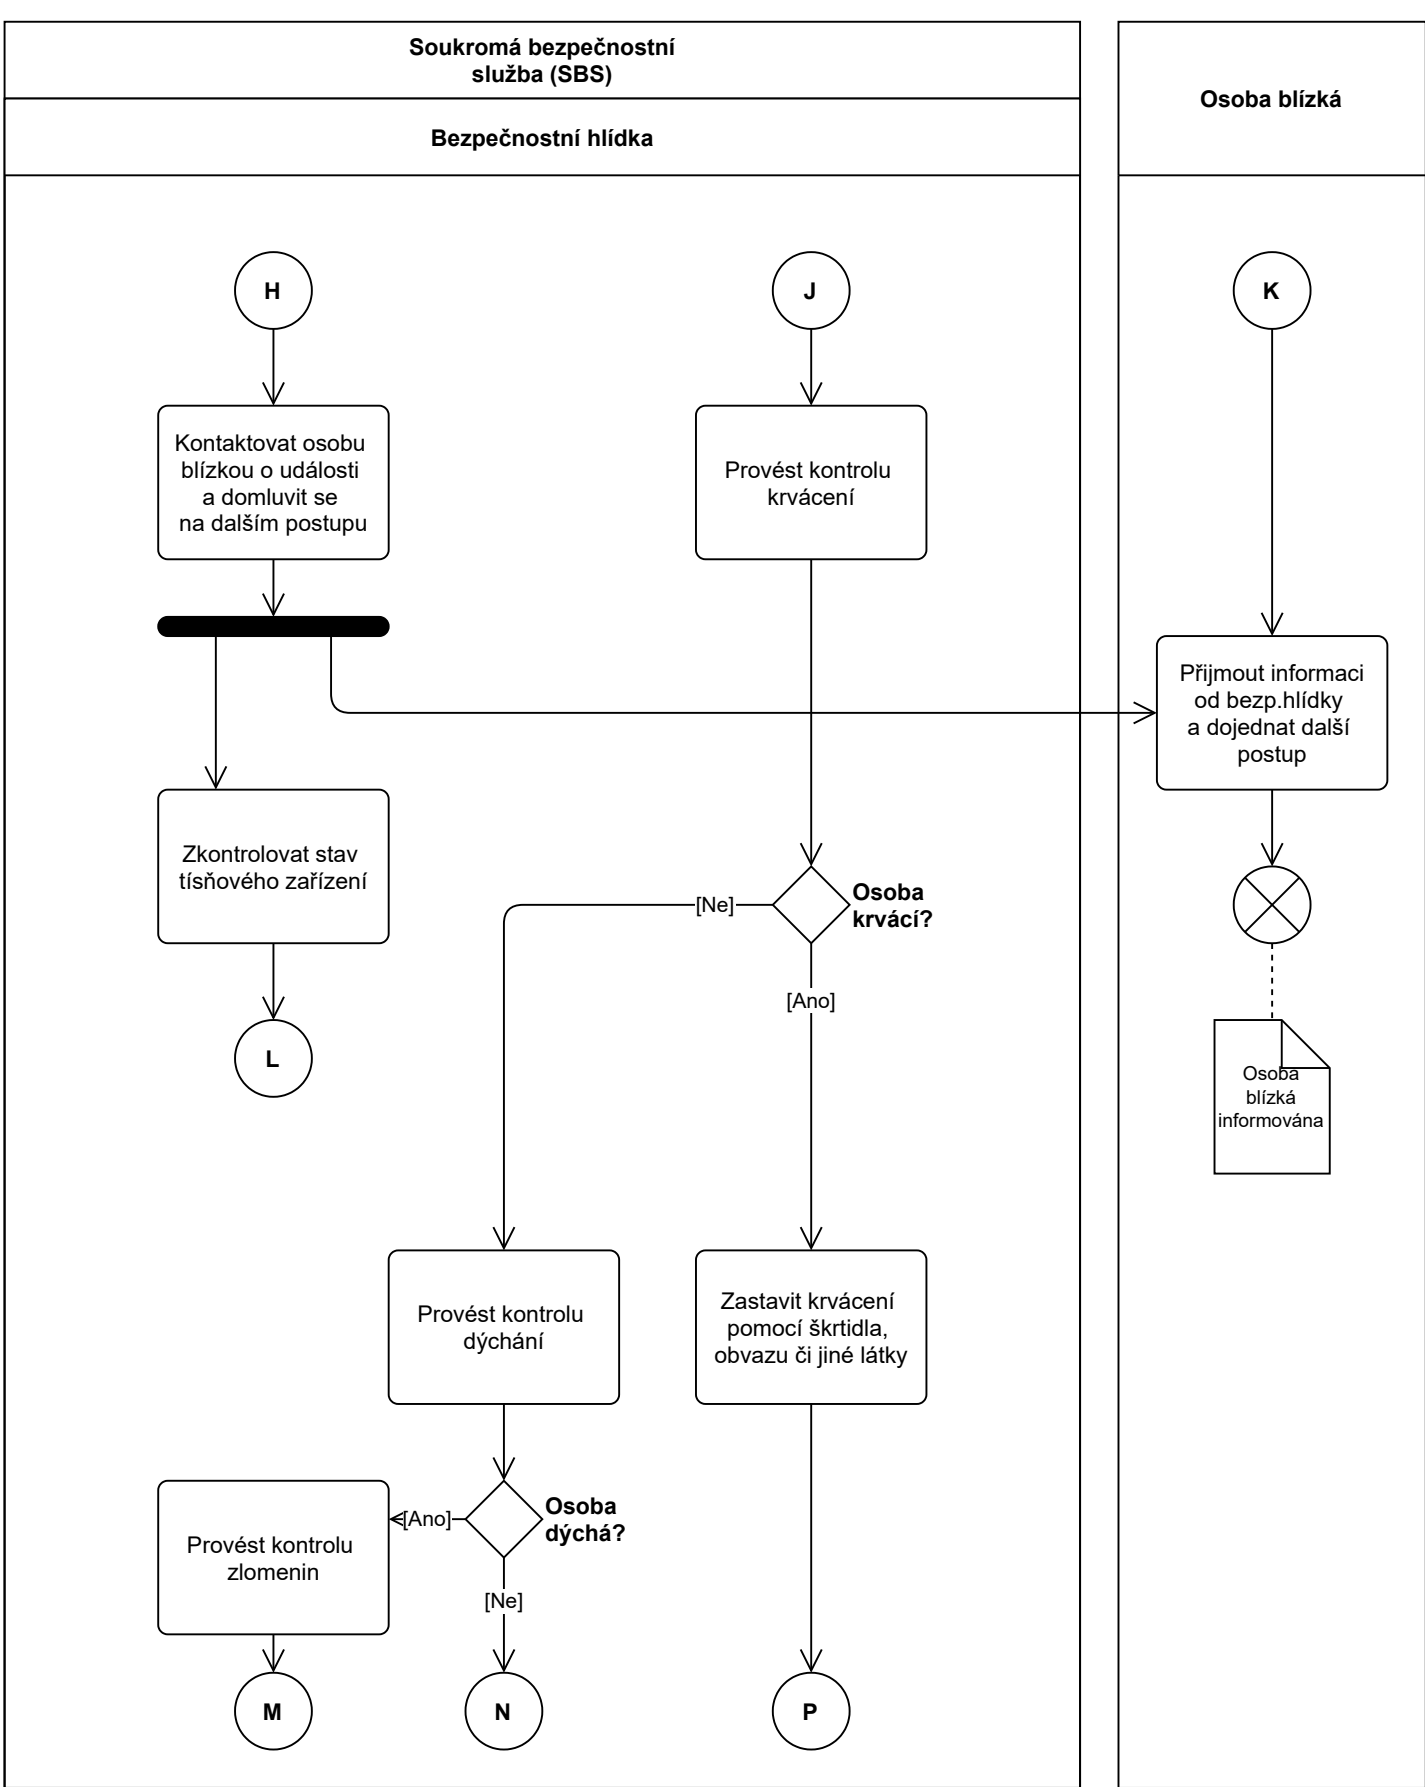 Soukromá bezpečnostní
služba (SBS)
Osoba blízká
Bezpečnostní hlídka
H
J
K
Kontaktovat osobu
blízkou o události
a domluvit se
na dalším postupu
Provést kontrolu
krvácení
Přijmout informaci
od bezp.hlídky
a dojednat další
postup
Zkontrolovat stav
tísňového zařízení
[Ne]
Osoba
krvácí?
[Ano]
L
Osoba
blízká
informována
Provést kontrolu
dýchání
Zastavit krvácení
pomocí škrtidla,
obvazu či jiné látky
Provést kontrolu
zlomenin
[Ano]
Osoba
dýchá?
[Ne]
M
N
P